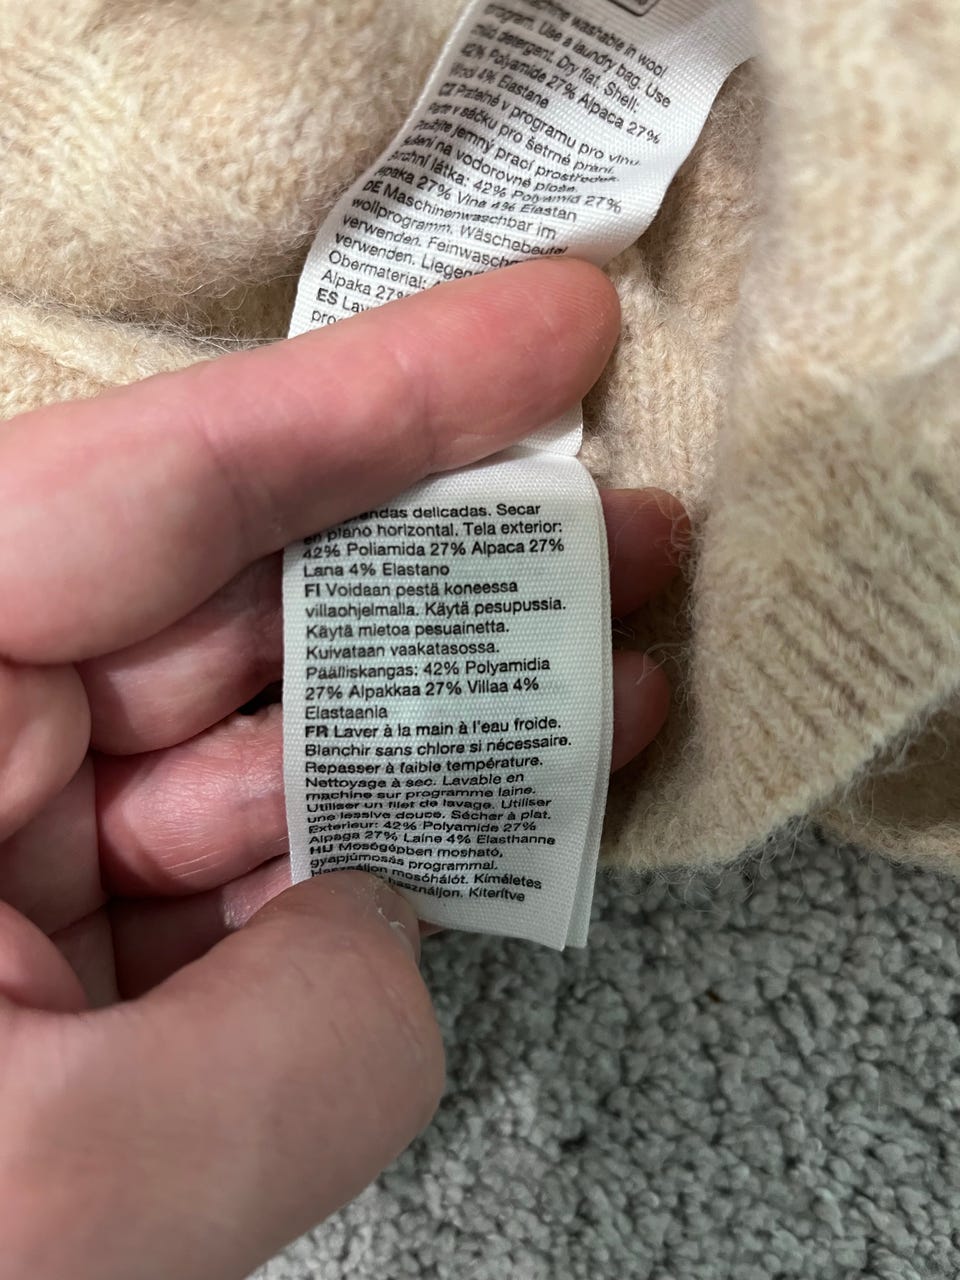 machine washable in wool
program. Use a laundry bag. Use
mild detergent. Dry flat. Shell:
42% Polyamide 27% Alpaca 27%
Wool 4% Elastane
CZ v programu pro vlnu.
v sáčku pro šetrné praní.
Použijte jemný prací prostředek.
na vodorovné ploše.
látka: 42% Polyamid 27%
Alpaka 27% Vlna 4% Elastan
DE Maschinenwaschbar im
wollprogramm. Wäschebeutel
verwenden.
Obermaterial:
Alpaka
ES
delicadas. Secar
en plano horizontal. Tela exterior:
42% Poliamida 27% Alpaca 27%
Lana 4% Elastano
FI Voidaan pestä koneessa
villaohjelmalla. Käytä pesupussia.
Käytä mietoa pesuainetta.
Kuivataan vaakatasossa.
Päälliskangas: 42% Polyamidia
27% Alpakkaa 27% Villaa 4%
Elastaania
FR Laver à la main à l'eau froide.
Blanchir sans chlore si nécessaire.
Repasser à faible température.
Nettoyage à sec. Lavable en
machine sur programme laine.
Utiliser un filet de lavage. Utiliser
une lessive douce. Sécher à plat.
Exterieur: 42% Polyamide 27%
Alpaga 27% Laine 4% Elasthanne
HU Mosógépben mosható,
gyapjúmosás programmal.
Használjon mosóhálót. Kíméletes
használjon. Kiterítve